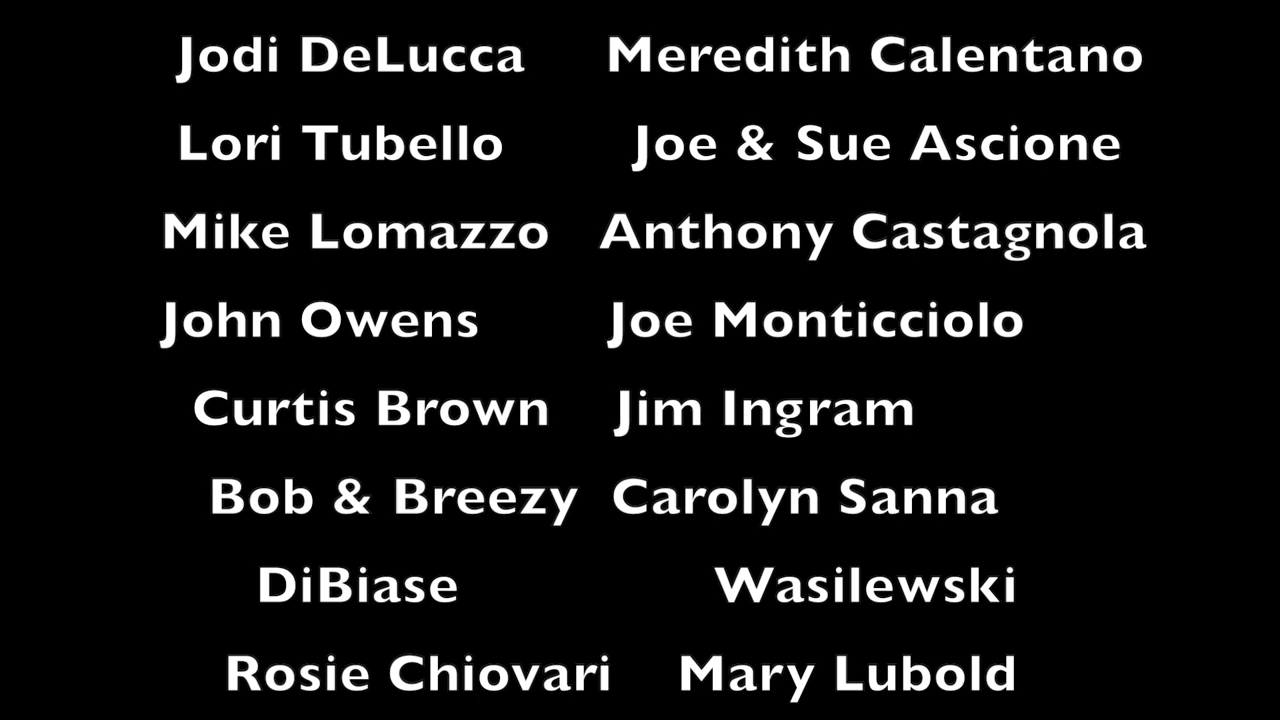 Jodi DeLucca Meredith Calentano
Lori Tubello Joe & Sue Ascione
Mike Lomazzo Anthony Castagnola
John Owens Joe Monticciolo
Curtis Brown Jim Ingram
Bob & Breezy Carolyn Sanna
DiBiase Wasilewski
Rosie Chiovari Mary Lubold